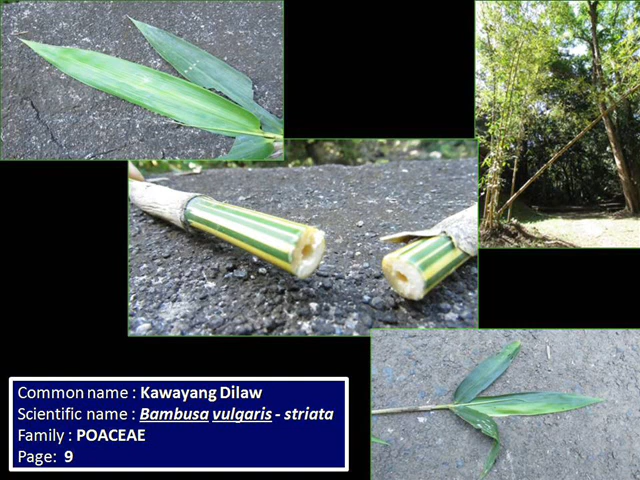 Common name : Kawayang Dilaw
Scientific name : Bambusa vulgaris - striata
Family : POACEAE
Page: 9